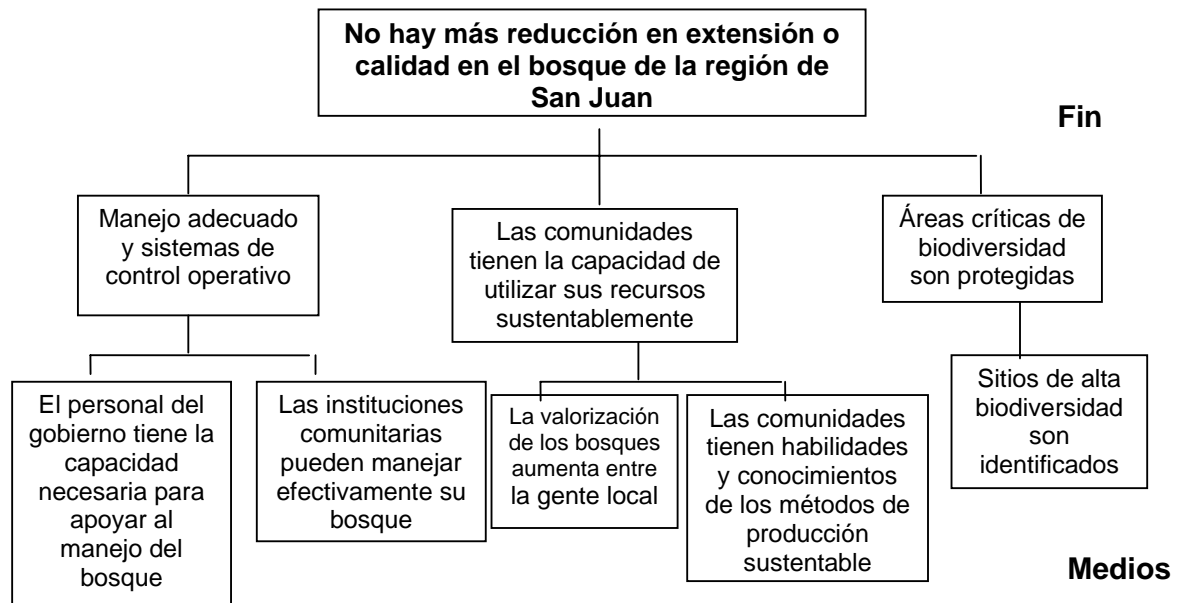 No hay más reducción en extensión o
calidad en el bosque de la región de
San Juan
Fin
Manejo adecuado
y sistemas de
control operativo
Las comunidades
tienen la capacidad de
utilizar sus recursos
sustentablemente
Áreas críticas de
biodiversidad
son protegidas
El personal del
gobierno tiene la
capacidad
necesaria para
apoyar al
manejo del
bosque
Las instituciones
comunitarias
pueden manejar
efectivamente su
bosque
La valorización
de los bosques
aumenta entre
la gente local
Las comunidades
tienen habilidades
y conocimientos
de los métodos de
producción
sustentable
Sitios de alta
biodiversidad
son
identificados
Medios